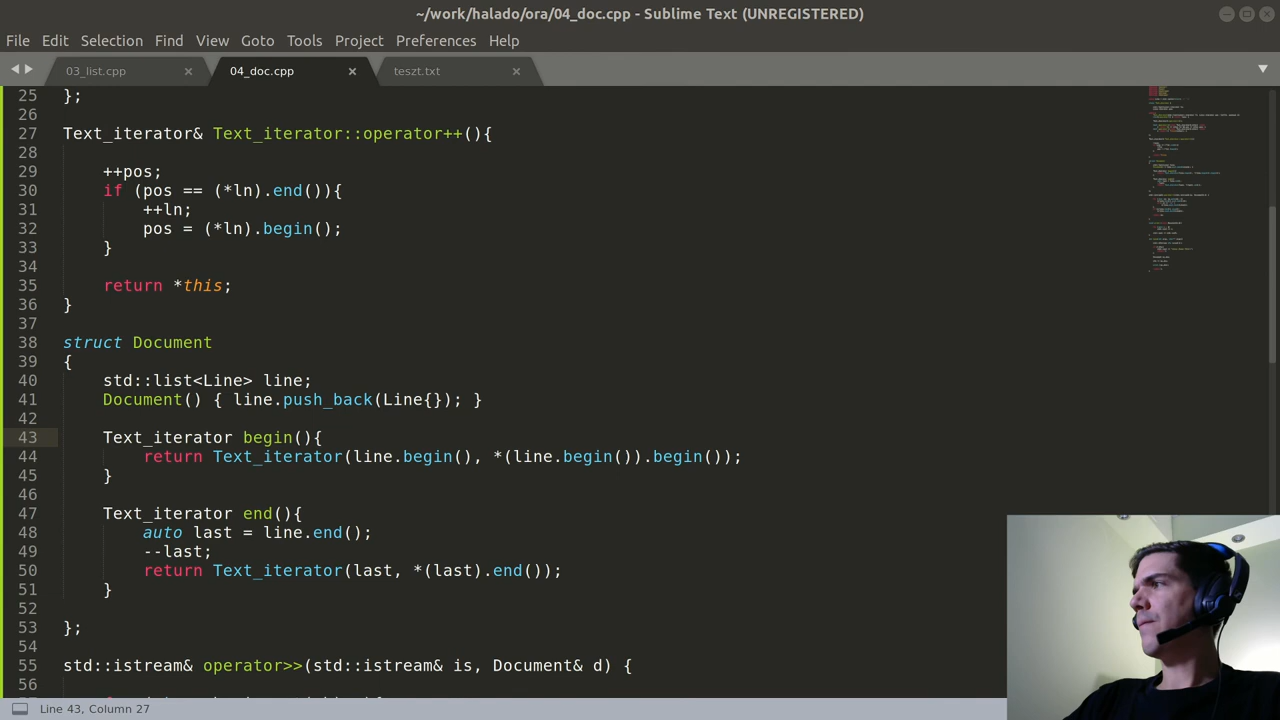 ~/work/halado/ora/04_doc.cpp - Sublime Text (UNREGISTERED)
File Edit Selection Find View Goto Tools Project Preferences Help
03_list.cpp 04_doc.cpp teszt.txt
25 };
26
27 Text_iterator& Text_iterator::operator++(){
28
29 ++pos;
30 if (pos == (*ln).end()){
31 ++ln;
32 pos = (*ln).begin();
33 }
34
35 return *this;
36 }
37
38 struct Document
39 {
40 std::list<Line> line;
41 Document() { line.push_back(Line{}); }
42
43 Text_iterator begin(){
44 return Text_iterator(line.begin(), *(line.begin()).begin());
45 }
46
47 Text_iterator end(){
48 auto last = line.end();
49 --last;
50 return Text_iterator(last, *(last).end());
51 }
52
53 };
54
55 std::istream& operator>>(std::istream& is, Document& d) {
56
Line 43, Column 27